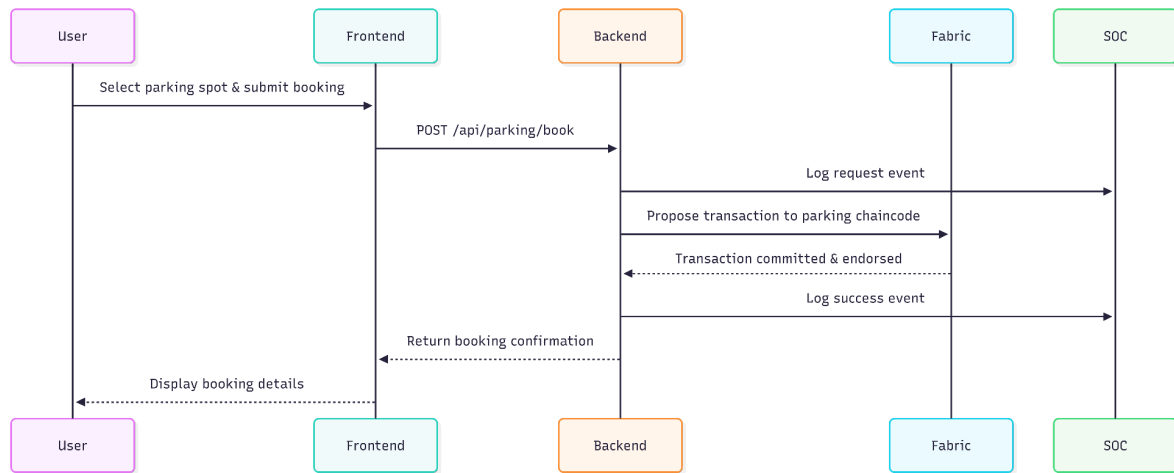 User
Frontend
Backend
Fabric
SOC
Select parking spot & submit booking
POST /api/parking/book
Log request event
Propose transaction to parking chaincode
Transaction committed & endorsed
Log success event
Return booking confirmation
Display booking details
User
Frontend
Backend
Fabric
SOC